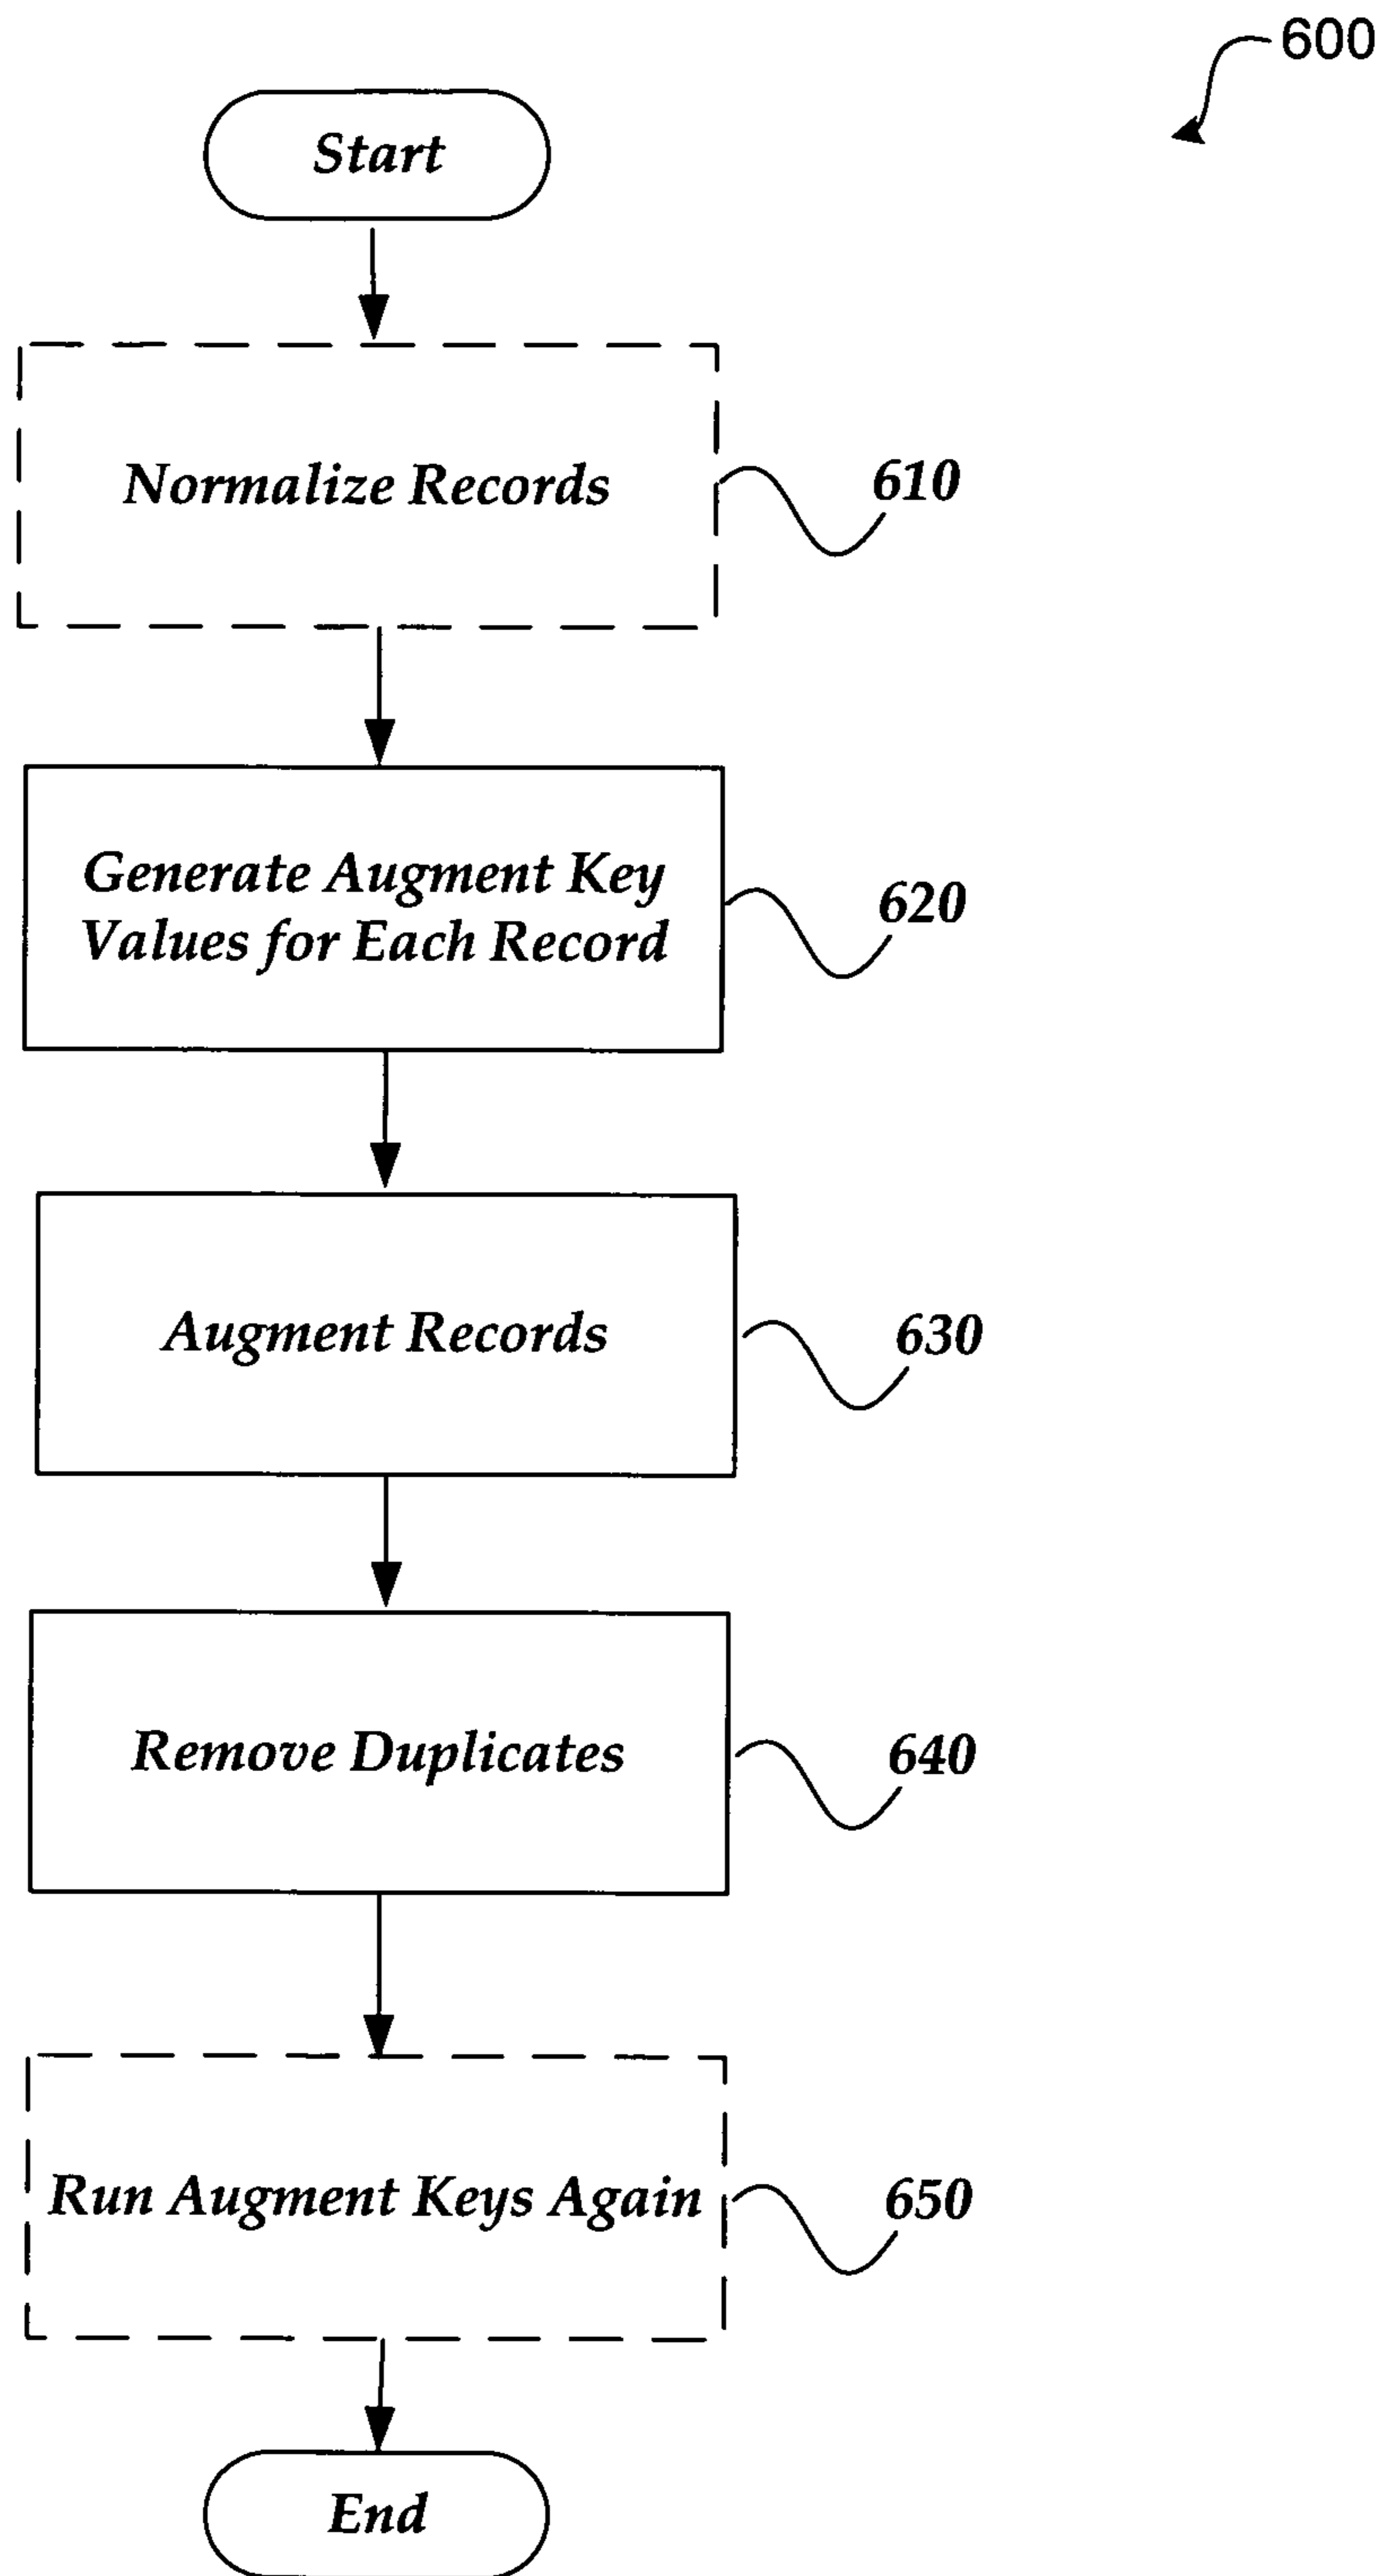 600
Start
Normalize Records
610
Generate Augment Key
Values for Each Record
620
Augment Records
630
Remove Duplicates
640
Run Augment Keys Again
650
End